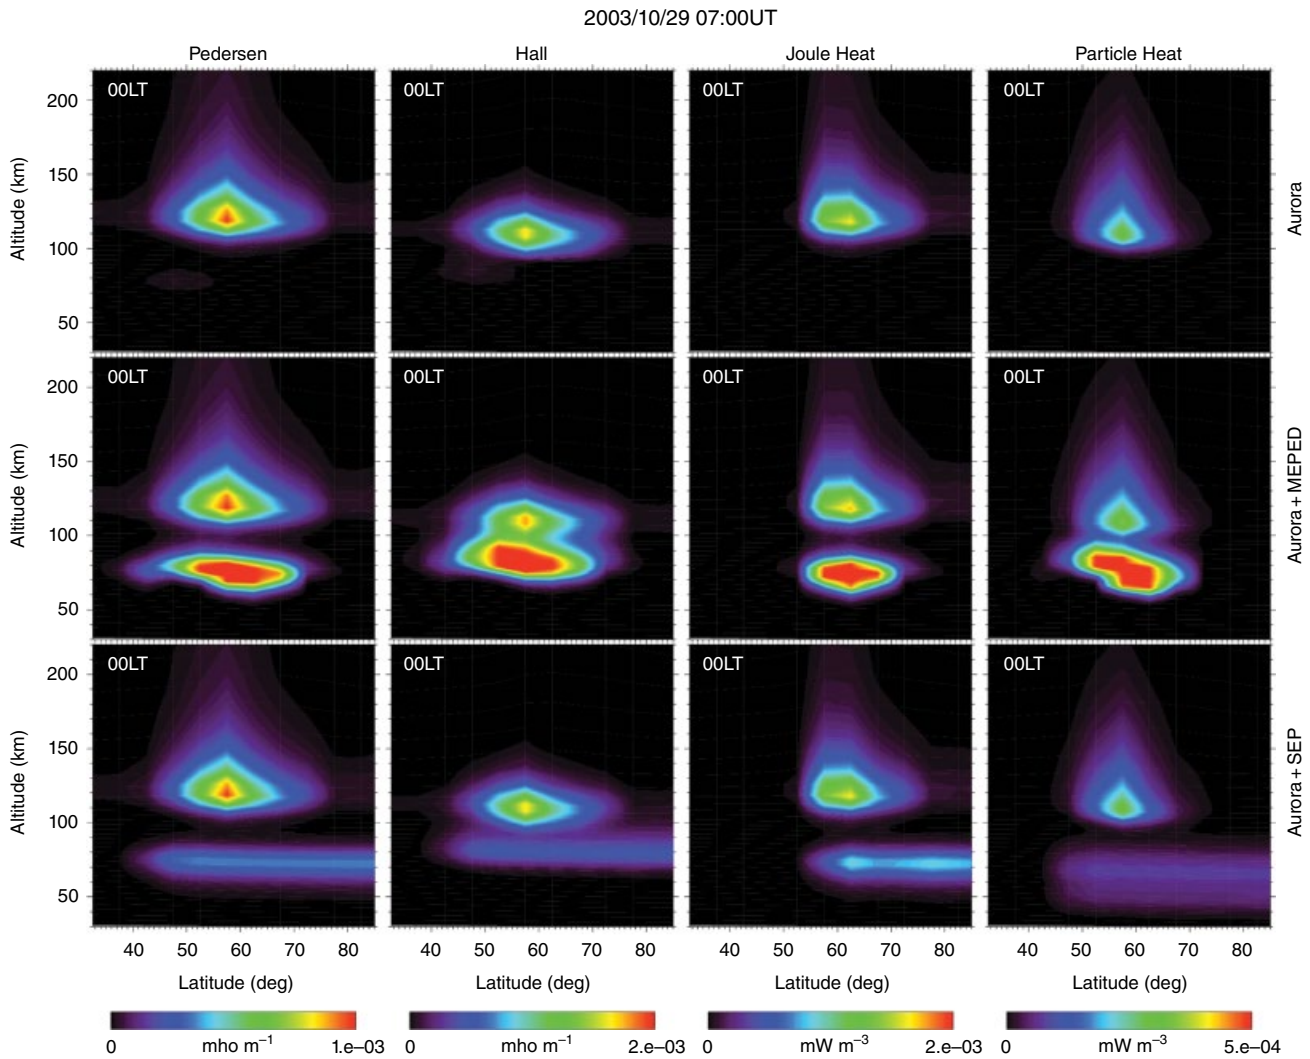 2003/10/29 07:00UT
Pedersen Hall Joule Heat Particle Heat
00LT 00LT 00LT 00LT
200
150
100
50
Altitude (km)
Aurora
00LT 00LT 00LT 00LT
200
150
100
50
Altitude (km)
Aurora + MEPED
00LT 00LT 00LT 00LT
200
150
100
50
Altitude (km)
Aurora + SEP
40 50 60 70 80 40 50 60 70 80 40 50 60 70 80 40 50 60 70 80
Latitude (deg) Latitude (deg) Latitude (deg) Latitude (deg)
0 mho m⁻¹ 1.e–03 0 mho m⁻¹ 2.e–03 0 mW m⁻³ 2.e–03 0 mW m⁻³ 5.e–04